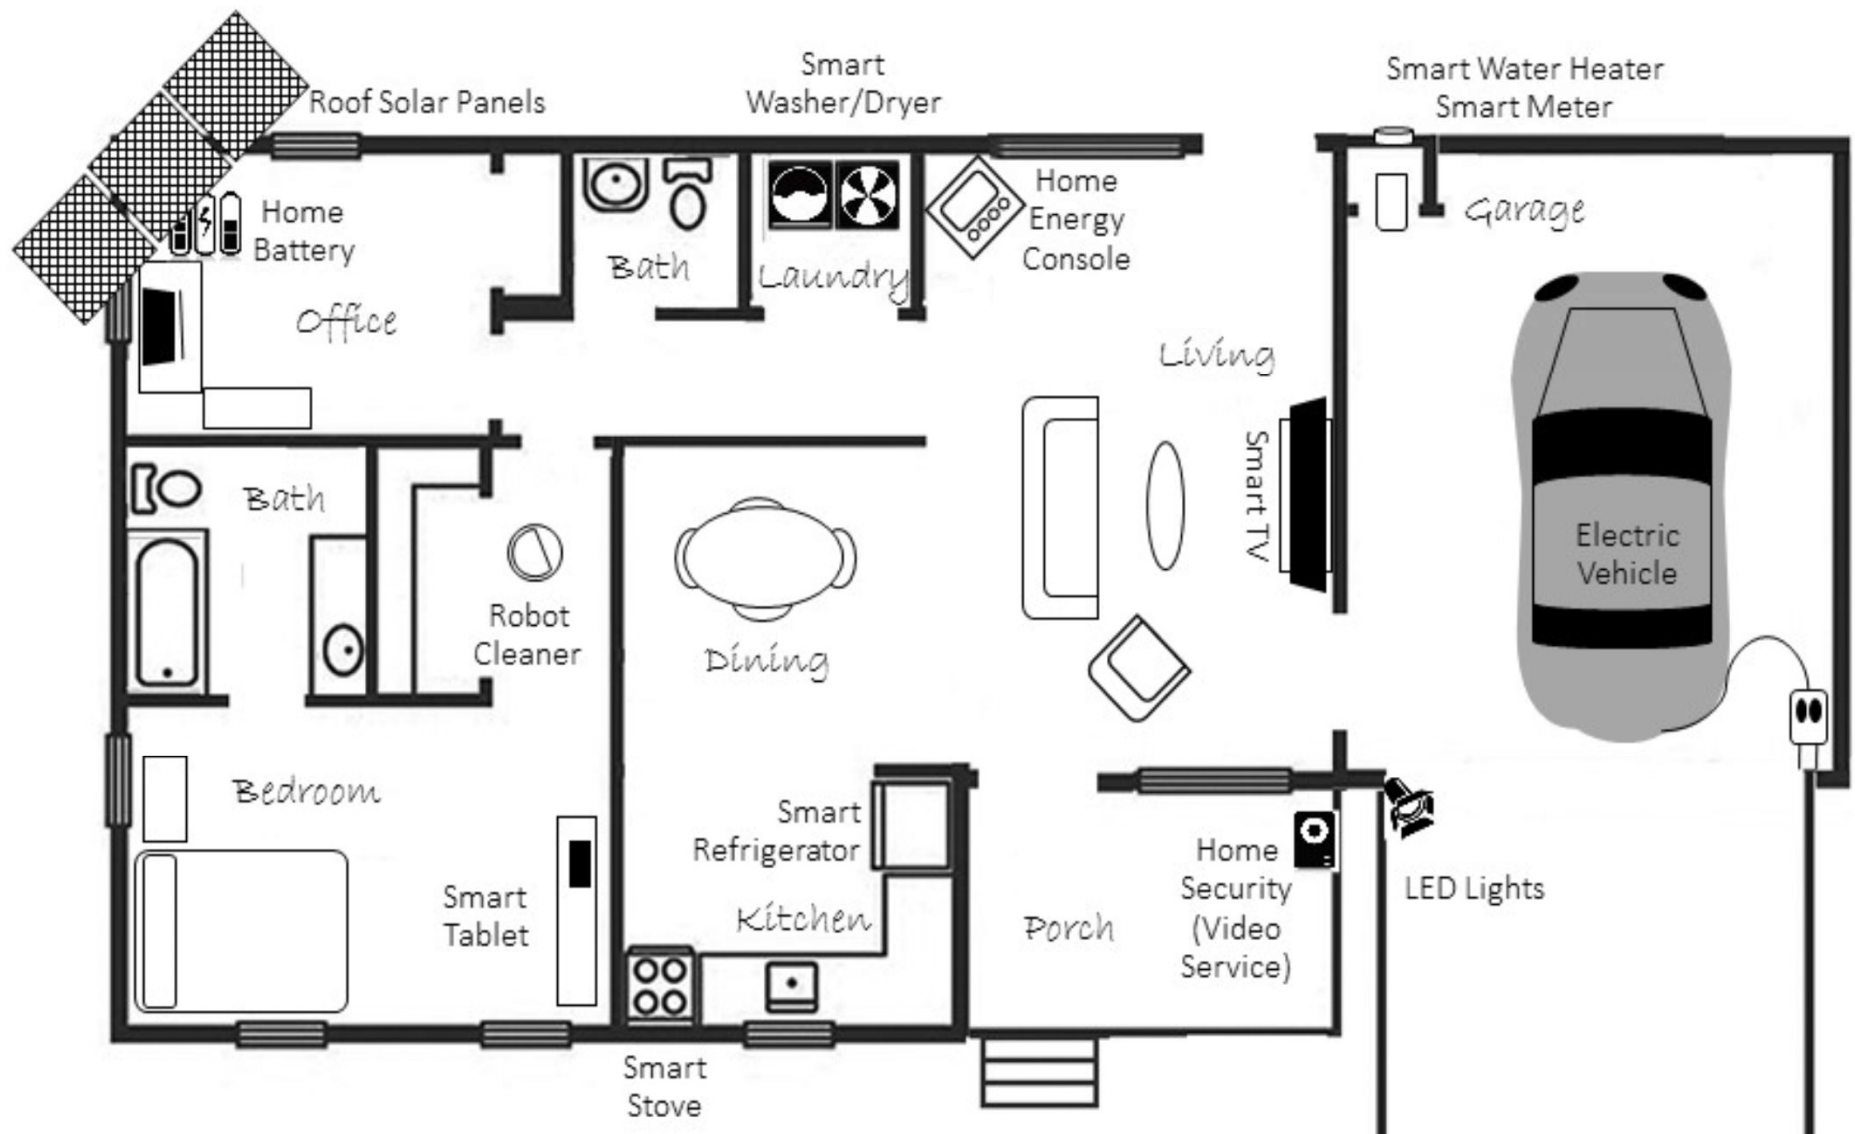 Smart
Washer/Dryer
Smart Water Heater
Smart Meter
Roof Solar Panels
Home
Battery
Office
Bath
Laundry
Home
Energy
Console
Garage
Living
Smart TV
Bath
Robot
Cleaner
Dining
Electric
Vehicle
Bedroom
Smart
Tablet
Smart
Refrigerator
Kitchen
Porch
Home
Security
(Video
Service)
LED Lights
Smart
Stove